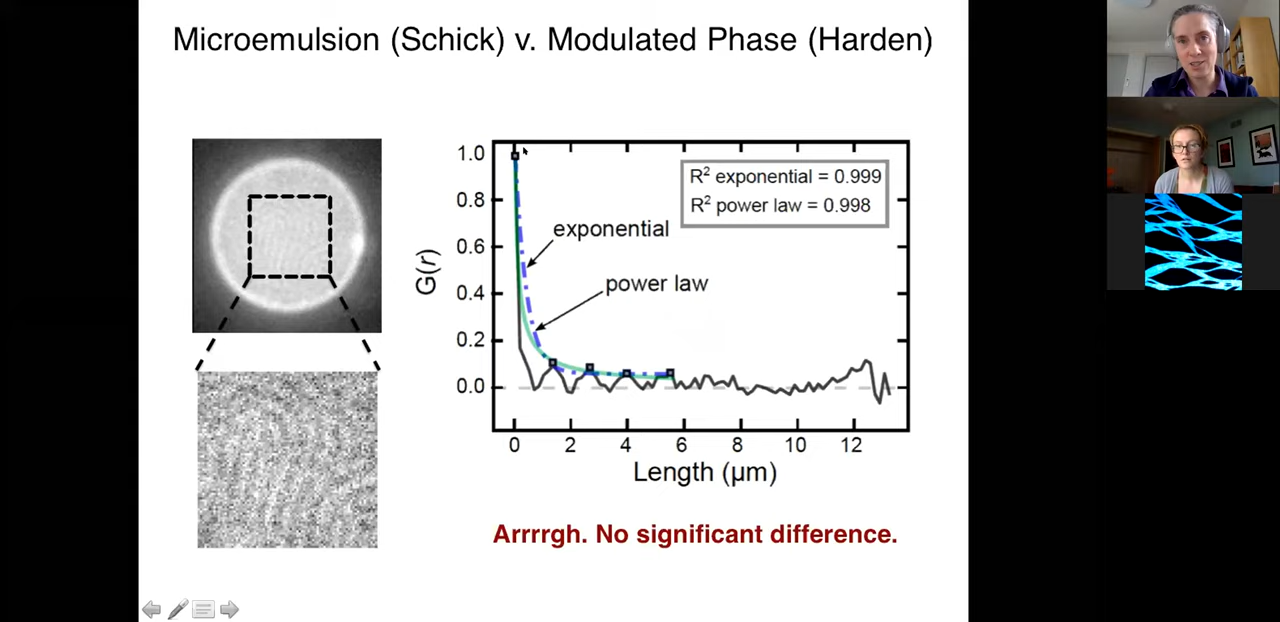 Microemulsion (Schick) v. Modulated Phase (Harden)
1.0
0.8
0.6
0.4
0.2
0.0
G(r)
R² exponential = 0.999
R² power law = 0.998
exponential
power law
0 2 4 6 8 10 12
Length (μm)
Arrrrgh. No significant difference.